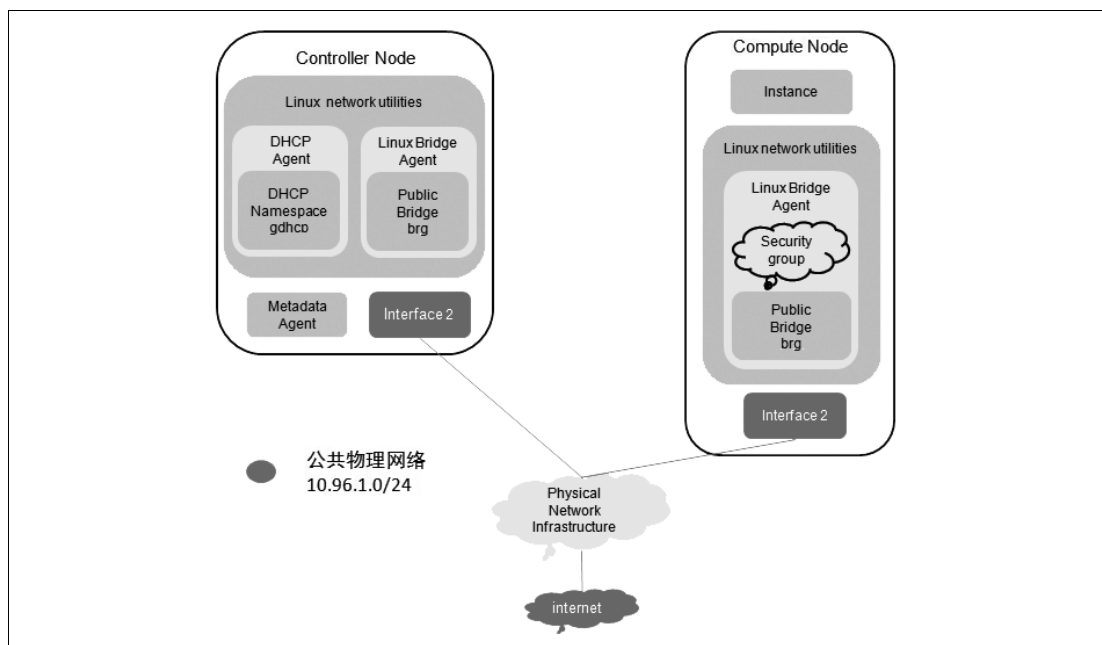 Controller Node
Linux network utilities
DHCP
Agent
DHCP
Namespace
gdhcp
Linux Bridge
Agent
Public
Bridge
brg
Metadata
Agent
Interface 2
Compute Node
Instance
Linux network utilities
Linux Bridge
Agent
Security
group
Public
Bridge
brg
Interface 2
公共物理网络
10.96.1.0/24
Physical
Network
Infrastructure
internet